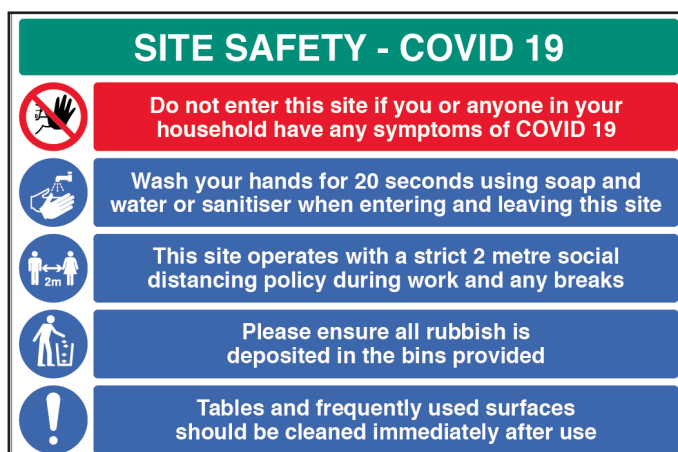 SITE SAFETY - COVID 19
Do not enter this site if you or anyone in your
household have any symptoms of COVID 19
Wash your hands for 20 seconds using soap and
water or sanitiser when entering and leaving this site
This site operates with a strict 2 metre social
distancing policy during work and any breaks
2m
Please ensure all rubbish is
deposited in the bins provided
Tables and frequently used surfaces
should be cleaned immediately after use